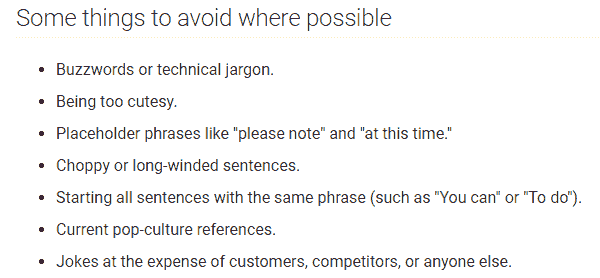 Some things to avoid where possible
• Buzzwords or technical jargon.
• Being too cutesy.
• Placeholder phrases like "please note" and "at this time."
• Choppy or long-winded sentences.
• Starting all sentences with the same phrase (such as "You can" or "To do").
• Current pop-culture references.
• Jokes at the expense of customers, competitors, or anyone else.